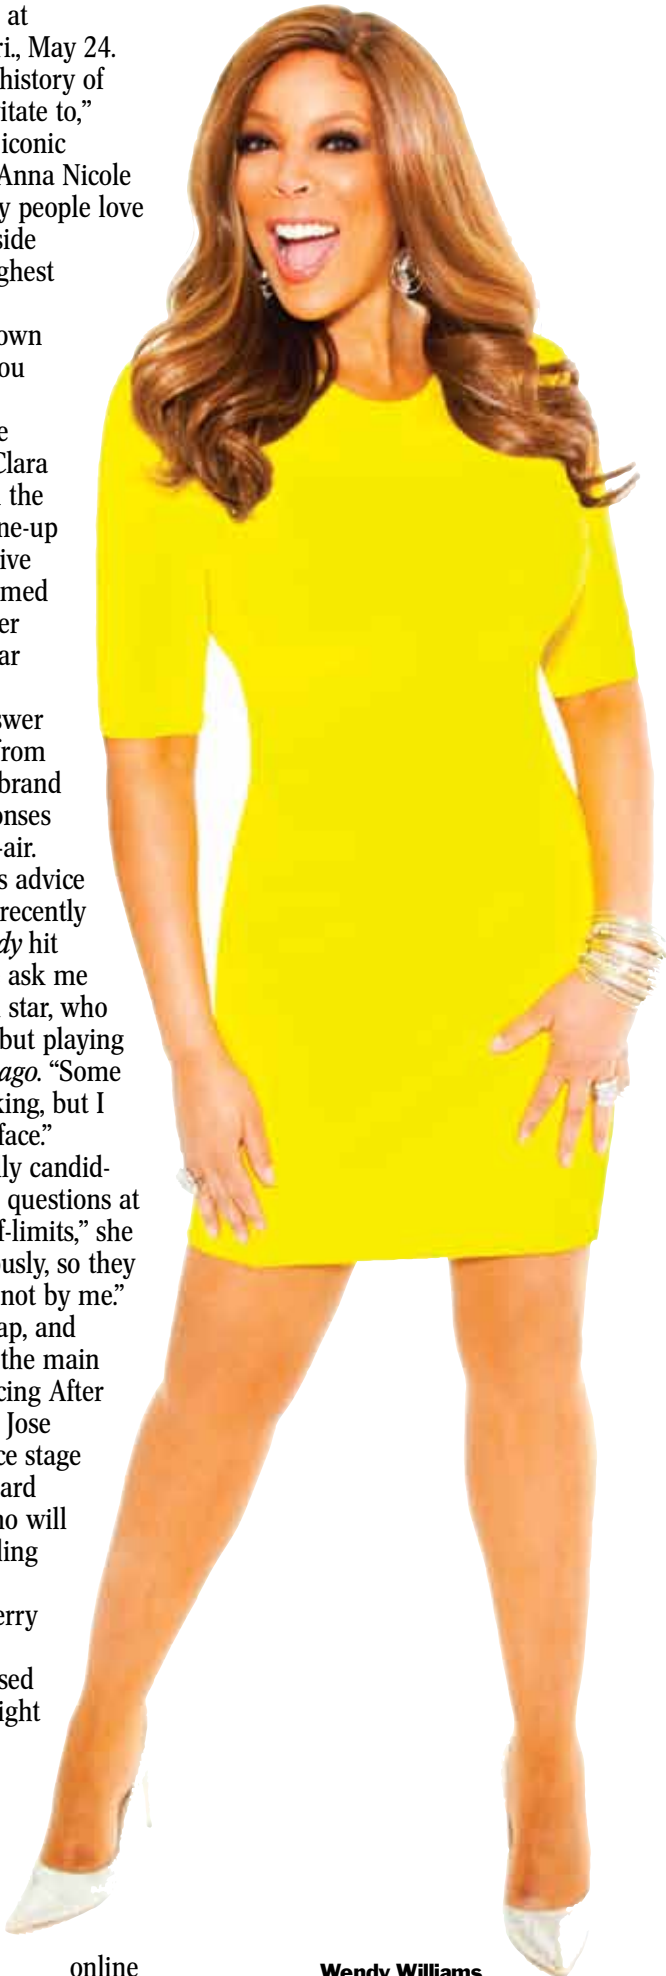 at
ri., May 24.
history of
itate to,”
iconic
Anna Nicole
y people love
side
ghest
own
ou
e
Clara
the
ne-up
ive
med
er
ar
swer
from
brand
onses
-air.
s advice
recently
dy hit
ask me
star, who
but playing
ago. “Some
king, but I
face.”
ly candid-
questions at
f-limits,” she
ously, so they
not by me.”
ap, and
the main
cing After
Jose
ce stage
ard
no will
ling
erry
sed
ight
online
Wendy Williams